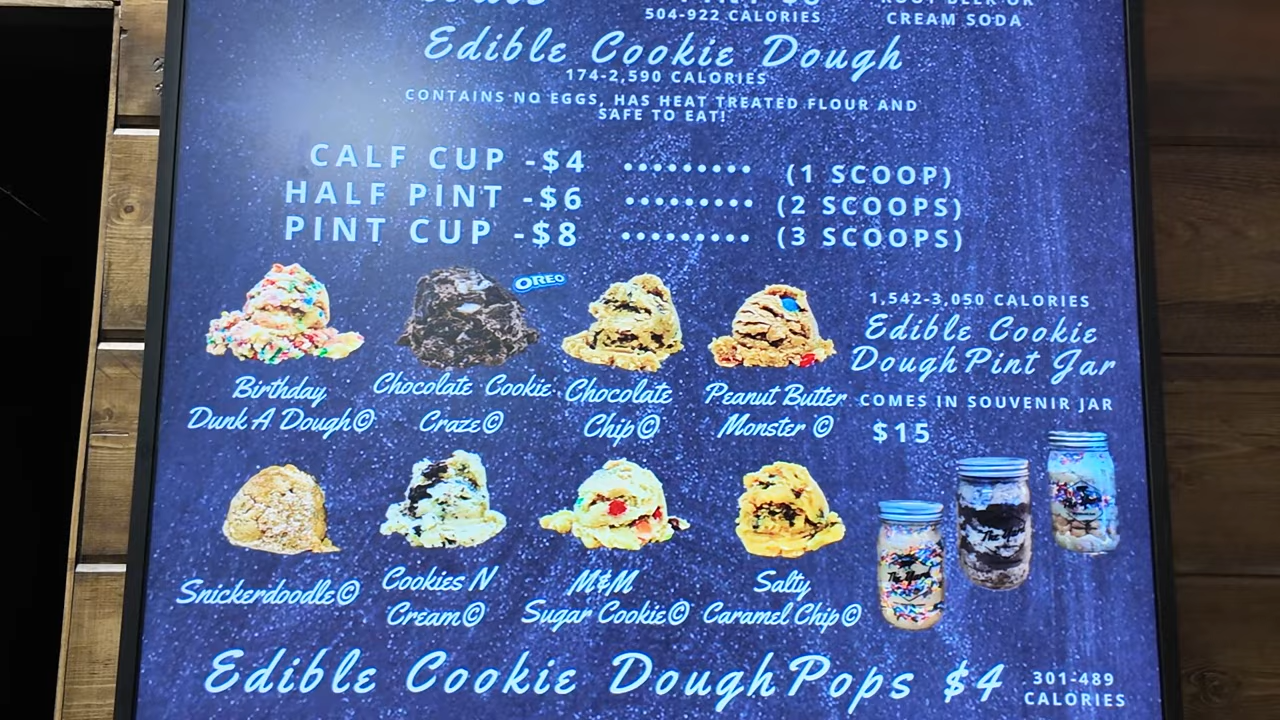 504-922 CALORIES
CREAM SODA
Edible Cookie Dough
174-2,590 CALORIES
CONTAINS NO EGGS, HAS HEAT TREATED FLOUR AND
SAFE TO EAT!
CALF CUP -$4 ......... (1 SCOOP)
HALF PINT -$6 ......... (2 SCOOPS)
PINT CUP -$8 ......... (3 SCOOPS)
OREO
Birthday
Dunk A Dough©
Chocolate Cookie
Craze©
Chocolate
Chip©
Peanut Butter
Monster ©
1,542-3,050 CALORIES
Edible Cookie
Dough Pint Jar
COMES IN SOUVENIR JAR
$15
Snickerdoodle©
Cookies N
Cream©
M&M
Sugar Cookie©
Salty
Caramel Chip©
The Yard
The Yard
Edible Cookie Dough Pops $4
301-489
CALORIES